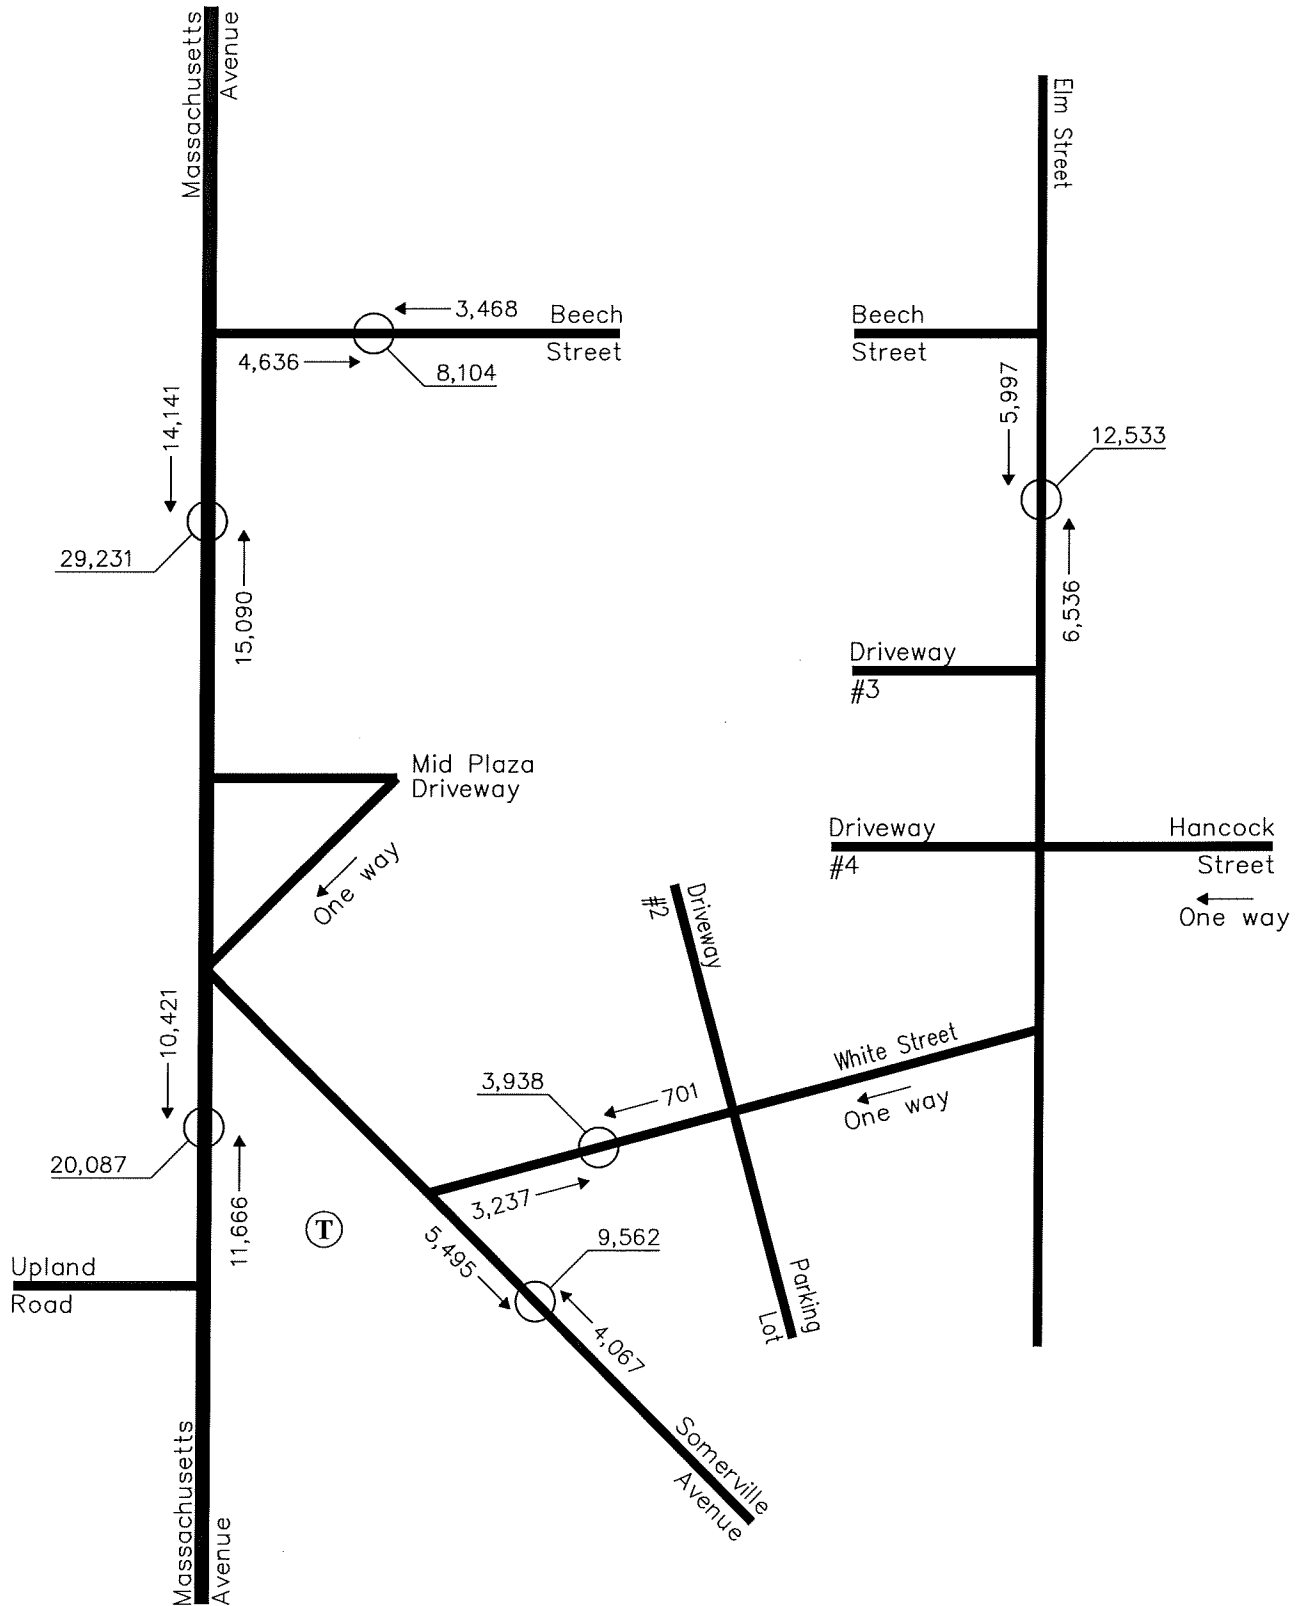 Massachusetts
Avenue
Elm Street
3,468
Beech
Street
4,636
8,104
Beech
Street
14,141
5,997
12,533
29,231
15,090
6,536
Driveway
#3
Mid Plaza
Driveway
One way
Driveway
#4
Hancock
Street
One way
Driveway
#2
10,421
White Street
One way
3,938
701
20,087
3,237
11,666
T
5,495
9,562
4,067
Upland
Road
Parking
Lot
Somerville
Avenue
Massachusetts
Avenue